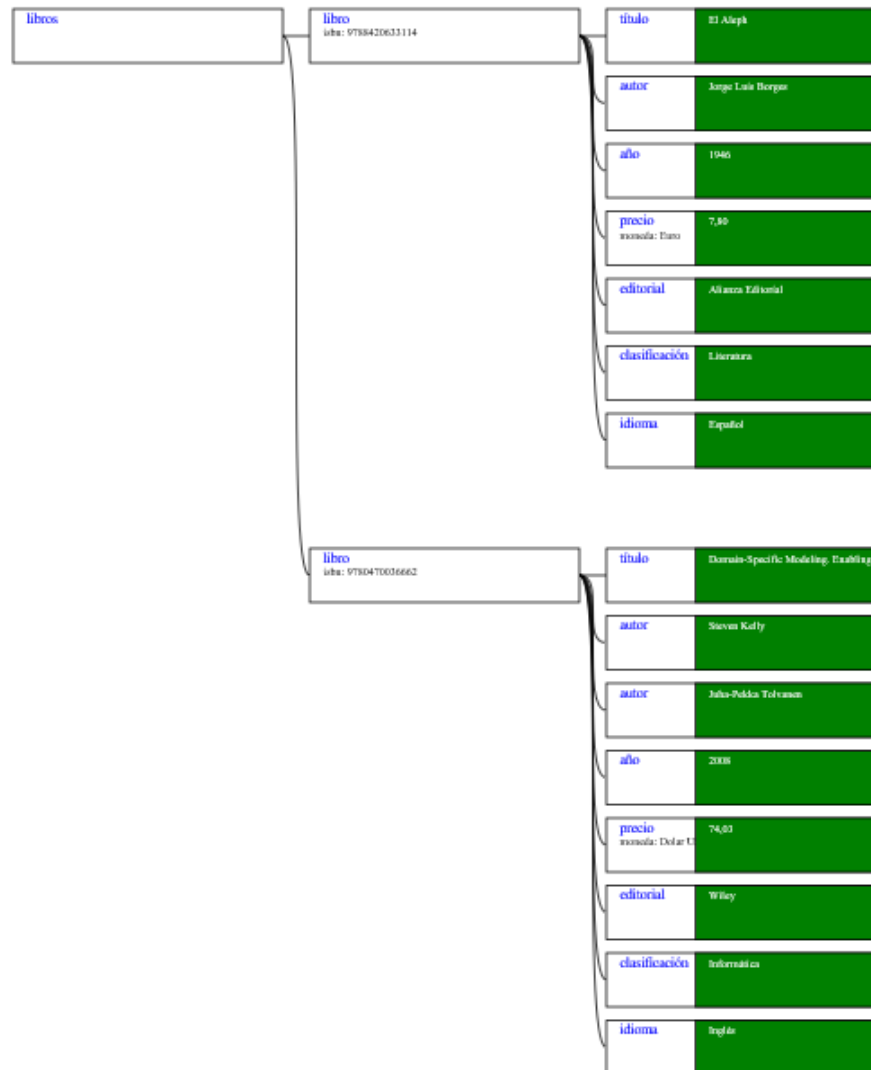 libros
libro
isbn: 9788420633114
título
El Aleph
autor
Jorge Luis Borges
año
1946
precio
moneda: Euro
7,80
editorial
Alianza Editorial
clasificación
Literatura
idioma
Español
libro
isbn: 9780470036662
título
Domain-Specific Modeling. Enabling
autor
Steven Kelly
autor
Juha-Pekka Tolvanen
año
2008
precio
moneda: Dolar U
74,03
editorial
Wiley
clasificación
Informática
idioma
Inglés